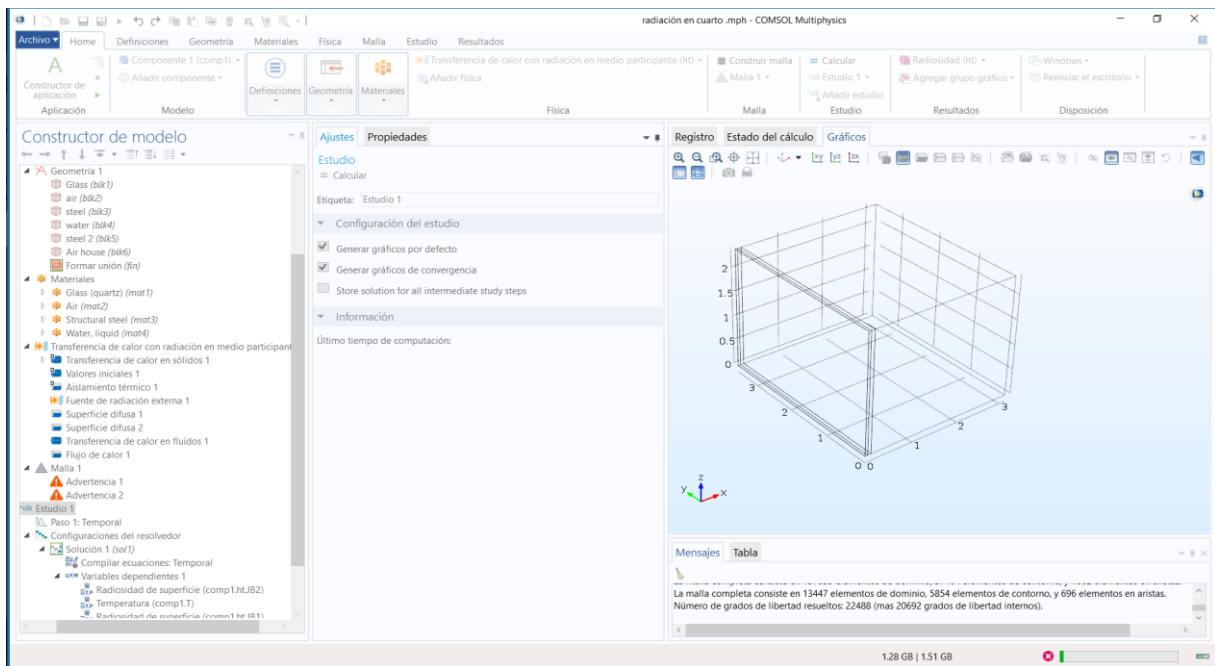 radiación en cuarto .mph - COMSOL Multiphysics
Archivo Home Definiciones Geometría Materiales Física Malla Estudio Resultados
A
Constructor de aplicación
Aplicación
Componente 1 (comp1)
Añadir componente
Modelo
Definiciones
Geometría
Materiales
Transferencia de calor con radiación en medio participante (ht)
Añadir física
Física
Construir malla
Malla 1
Malla
Calcular
Estudio 1
Añadir estudio
Estudio
Radiosidad (ht)
Agregar grupo gráfico
Resultados
Windows
Reiniciar el escritorio
Disposición
Constructor de modelo
Geometría 1
Glass (blk1)
air (blk2)
steel (blk3)
water (blk4)
steel 2 (blk5)
Air house (blk6)
Formar unión (fin)
Materiales
Glass (quartz) (mat1)
Air (mat2)
Structural steel (mat3)
Water, liquid (mat4)
Transferencia de calor con radiación en medio participant
Transferencia de calor en sólidos 1
Valores iniciales 1
Aislamiento térmico 1
Fuente de radiación externa 1
Superficie difusa 1
Superficie difusa 2
Transferencia de calor en fluidos 1
Flujo de calor 1
Malla 1
Advertencia 1
Advertencia 2
Estudio 1
Paso 1: Temporal
Configuraciones del resolvedor
Solución 1 (sol1)
Compilar ecuaciones: Temporal
Variables dependientes 1
Radiosidad de superficie (comp1.ht.JB2)
Temperatura (comp1.T)
Radiosidad de superficie (comp1.ht.JB1)
Ajustes Propiedades
Estudio
= Calcular
Etiqueta: Estudio 1
Configuración del estudio
Generar gráficos por defecto
Generar gráficos de convergencia
Store solution for all intermediate study steps
Información
Último tiempo de computación:
Registro Estado del cálculo Gráficos
xy yz zx
2
1.5
1
0.5
0
3
2
1
0 0
1
2
3
z
y x
Mensajes Tabla
La malla completa consiste en 13447 elementos de dominio, 5854 elementos de contorno, y 696 elementos en aristas.
Número de grados de libertad resueltos: 22488 (mas 20692 grados de libertad internos).
1.28 GB | 1.51 GB